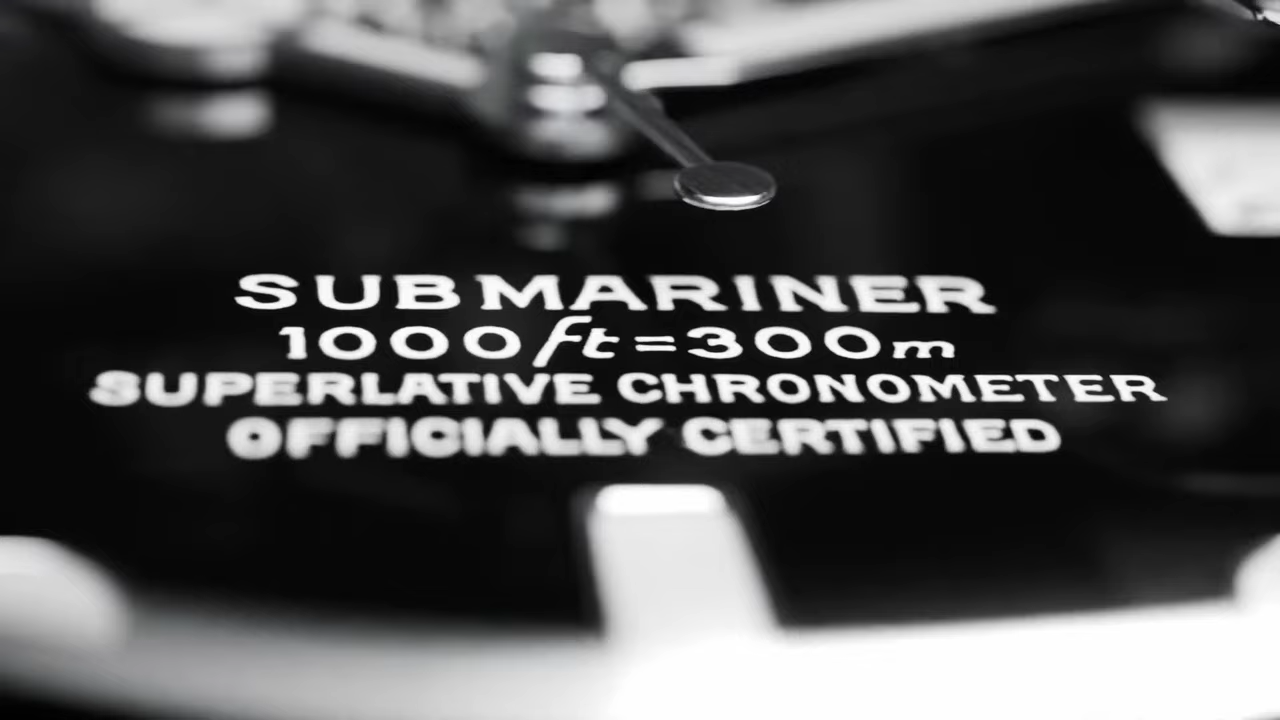 SUBMARINER
1000ft=300m
SUPERLATIVE CHRONOMETER
OFFICIALLY CERTIFIED